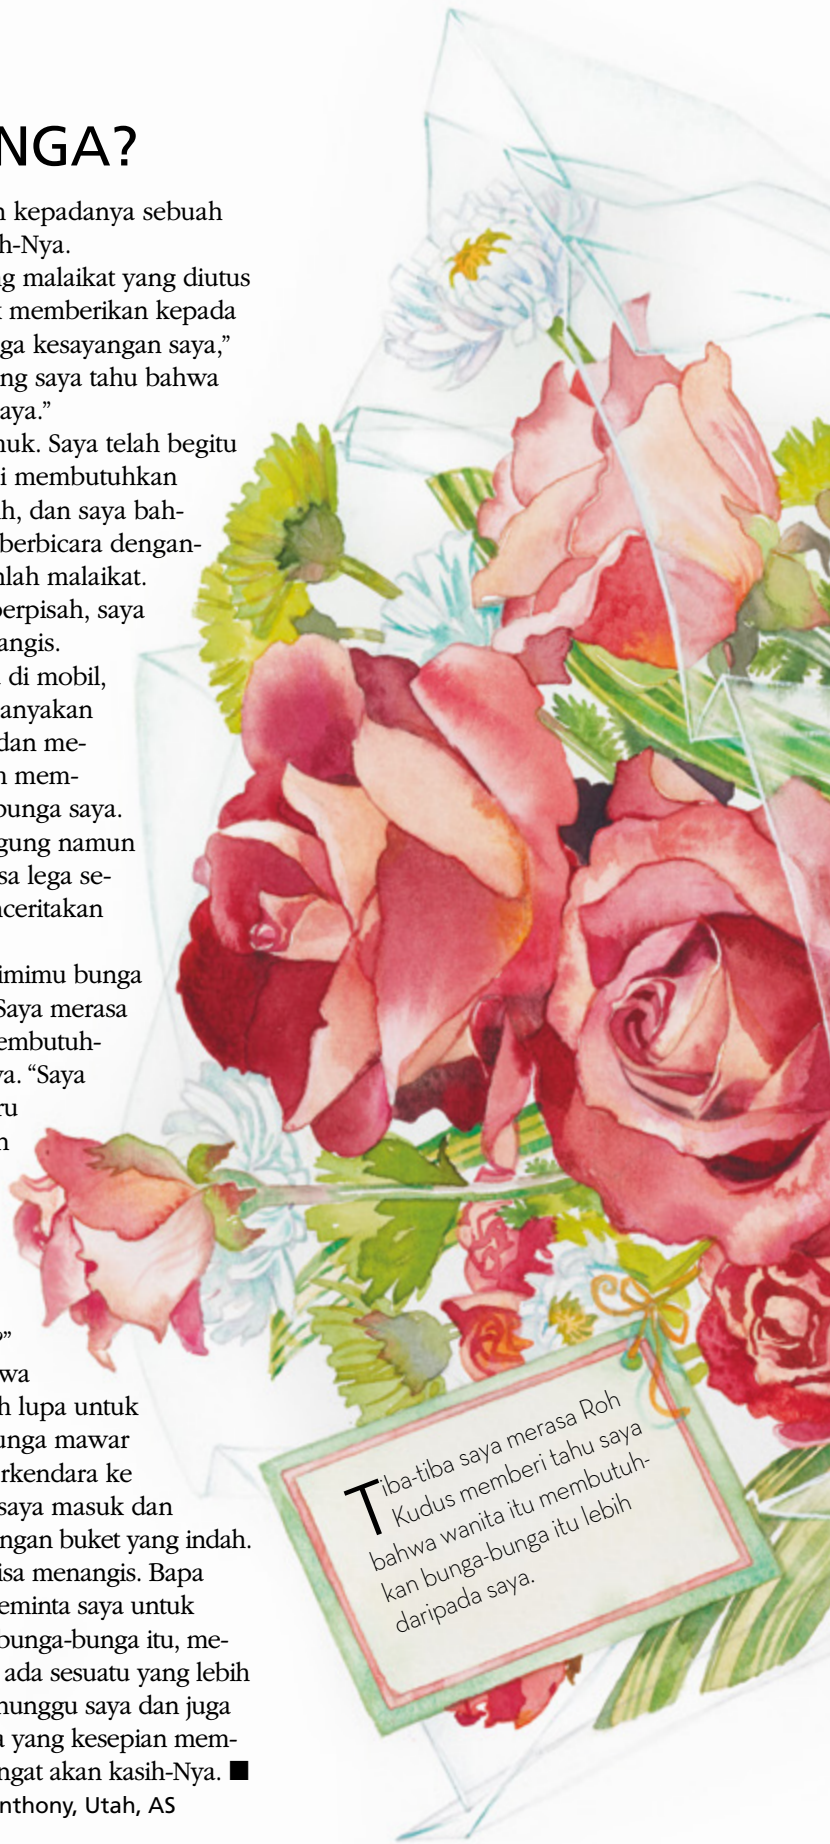 NGA?
n kepadanya sebuah
h-Nya.
g malaikat yang diutus
k memberikan kepada
ga kesayangan saya,”
ng saya tahu bahwa
aya.”
nuk. Saya telah begitu
i membutuhkan
h, dan saya bah-
berbicara dengan-
nlah malaikat.
berpisah, saya
angis.
di mobil,
anyakan
dan me-
n mem-
bunga saya.
gung namun
sa lega se-
nceritakan
imimu bunga
Saya merasa
embutuh-
ya. “Saya
ru
n
?”
wa
h lupa untuk
unga mawar
erkendara ke
saya masuk dan
ngan buket yang indah.
isa menangis. Bapa
eminta saya untuk
bunga-bunga itu, me-
ada sesuatu yang lebih
nunggu saya dan juga
a yang kesepian mem-
ngat akan kasih-Nya. ■
nthony, Utah, AS
Tiba-tiba saya merasa Roh
Kudus memberi tahu saya
bahwa wanita itu membutuh-
kan bunga-bunga itu lebih
daripada saya.